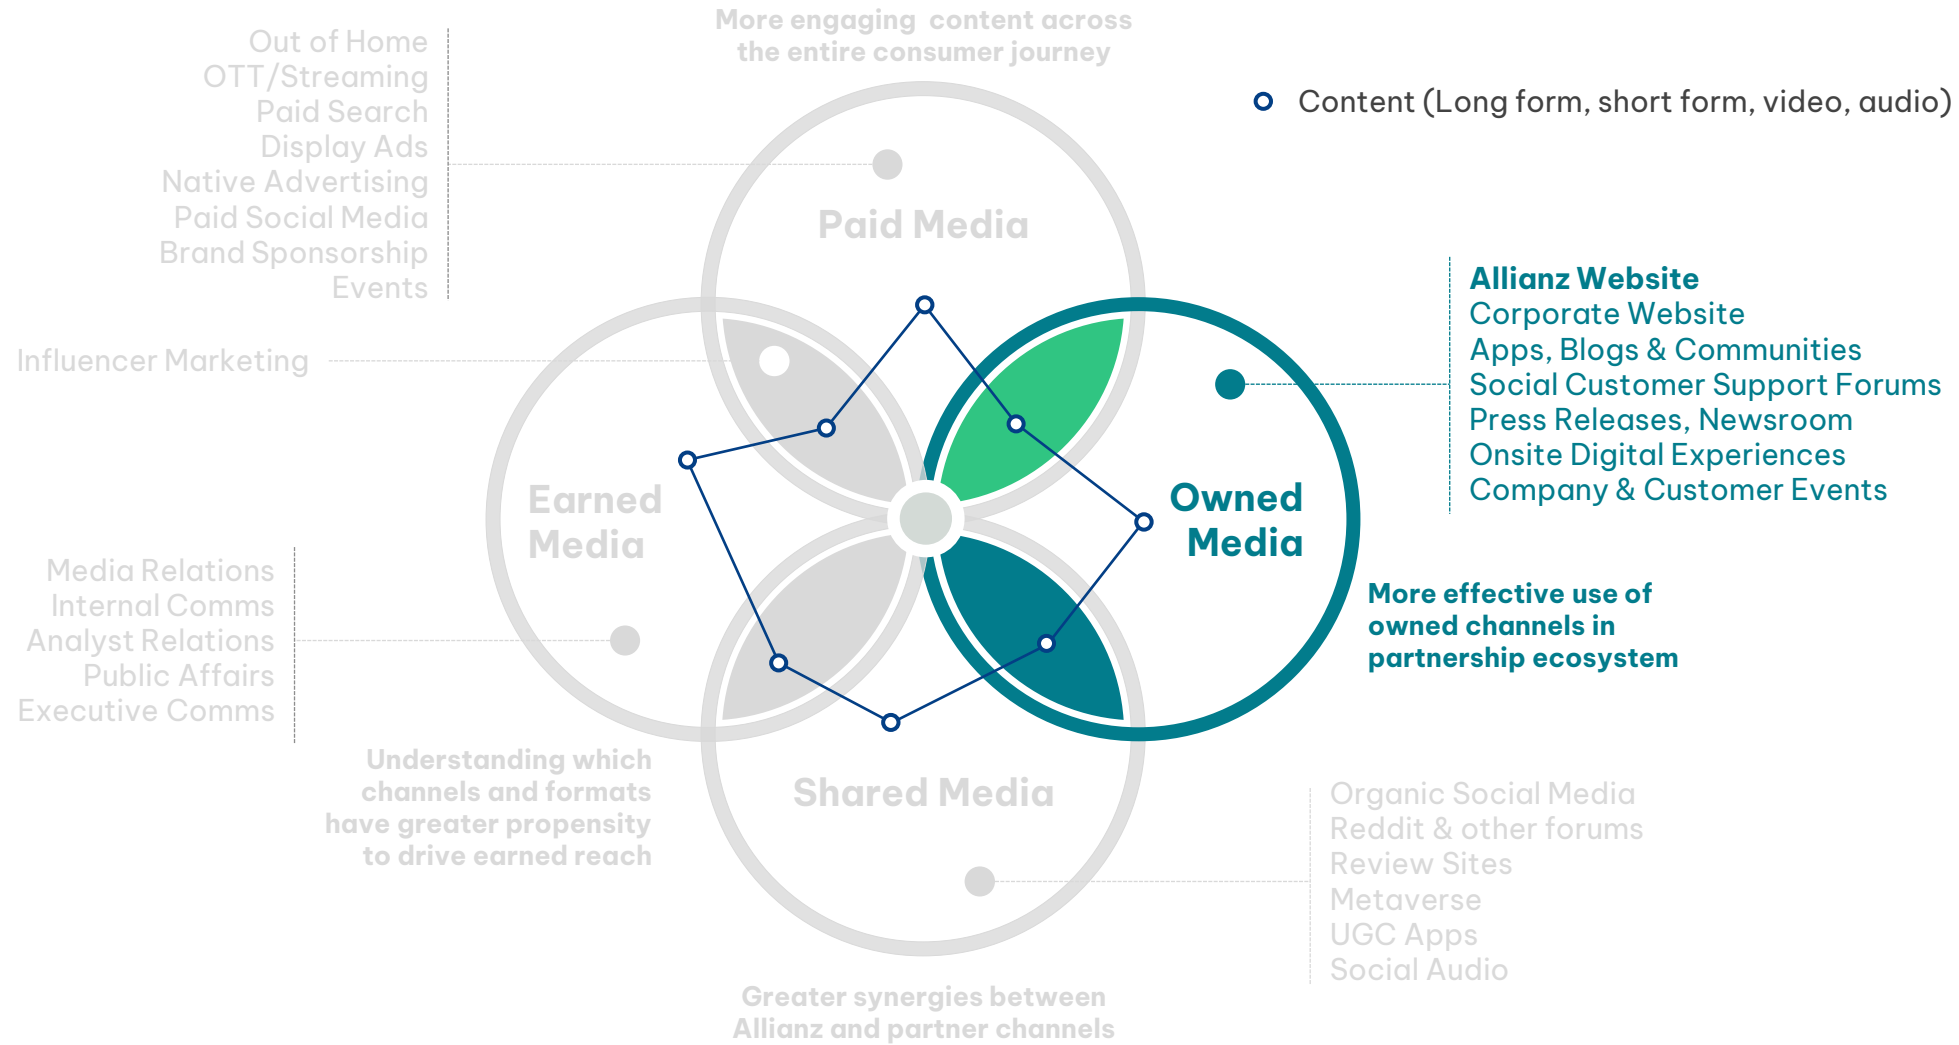 More engaging content across
the entire consumer journey
Out of Home
OTT/Streaming
Paid Search
Display Ads
Native Advertising
Paid Social Media
Brand Sponsorship
Events
Content (Long form, short form, video, audio)
Paid Media
Influencer Marketing
Allianz Website
Corporate Website
Apps, Blogs & Communities
Social Customer Support Forums
Press Releases, Newsroom
Onsite Digital Experiences
Company & Customer Events
Earned
Media
Owned
Media
More effective use of
owned channels in
partnership ecosystem
Media Relations
Internal Comms
Analyst Relations
Public Affairs
Executive Comms
Understanding which
channels and formats
have greater propensity
to drive earned reach
Shared Media
Organic Social Media
Reddit & other forums
Review Sites
Metaverse
UGC Apps
Social Audio
Greater synergies between
Allianz and partner channels